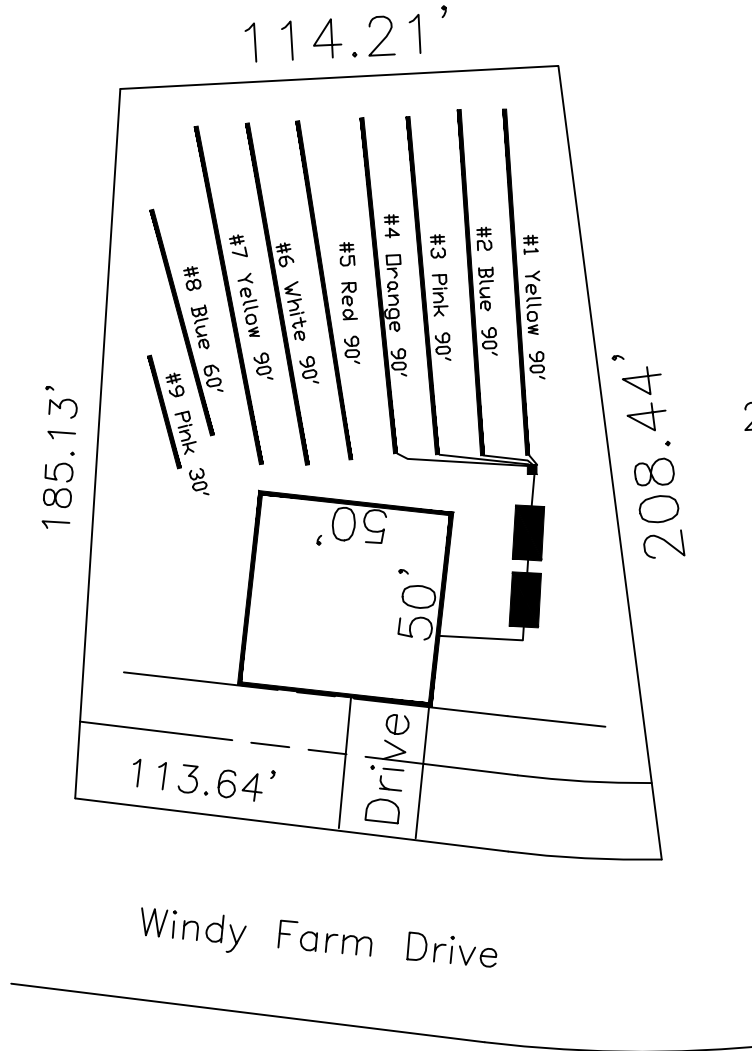 114.21'
#1 Yellow 90'
#2 Blue 90'
#3 Pink 90'
#4 Orange 90'
#5 Red 90'
#6 White 90'
#7 Yellow 90'
#8 Blue 60'
#9 Pink 30'
185.13'
208.44'
50'
50'
Drive
113.64'
Windy Farm Drive